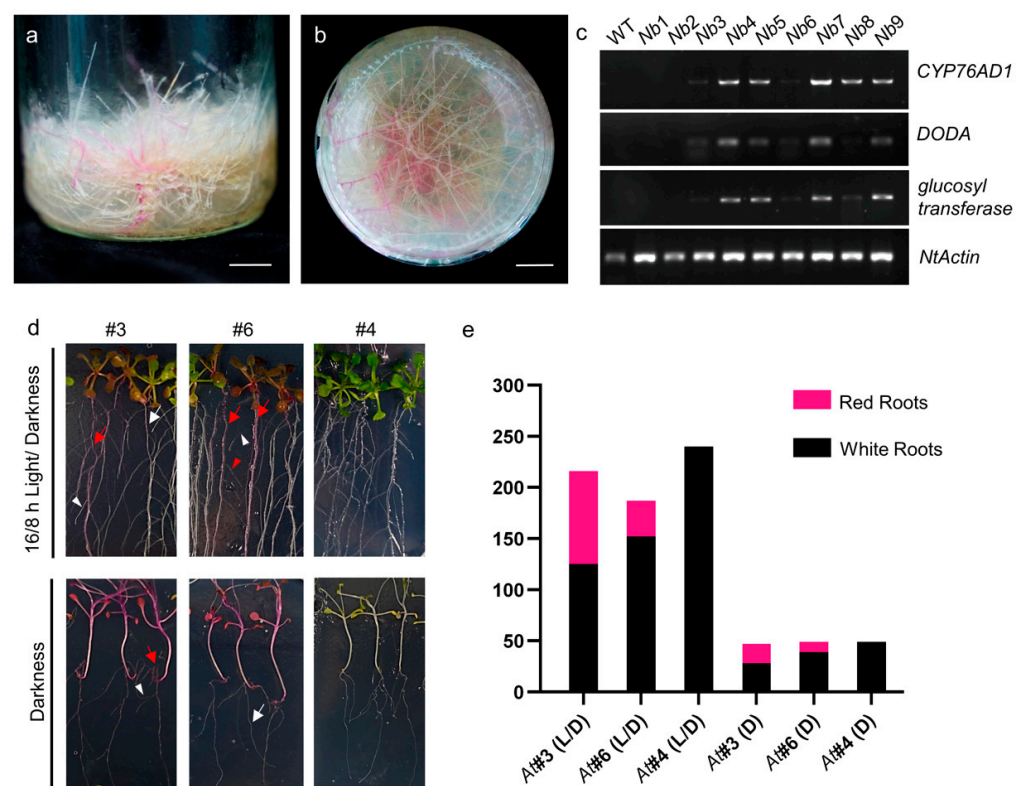 a
b
c
WT Nb1 Nb2 Nb3 Nb4 Nb5 Nb6 Nb7 Nb8 Nb9
CYP76AD1
DODA
glucosyl
transferase
NtActin
d
#3 #6 #4
16/8 h Light/ Darkness
Darkness
e
300
250
200
150
100
50
0
Red Roots
White Roots
At#3 (L/D)
At#6 (L/D)
At#4 (L/D)
At#3 (D)
At#6 (D)
At#4 (D)